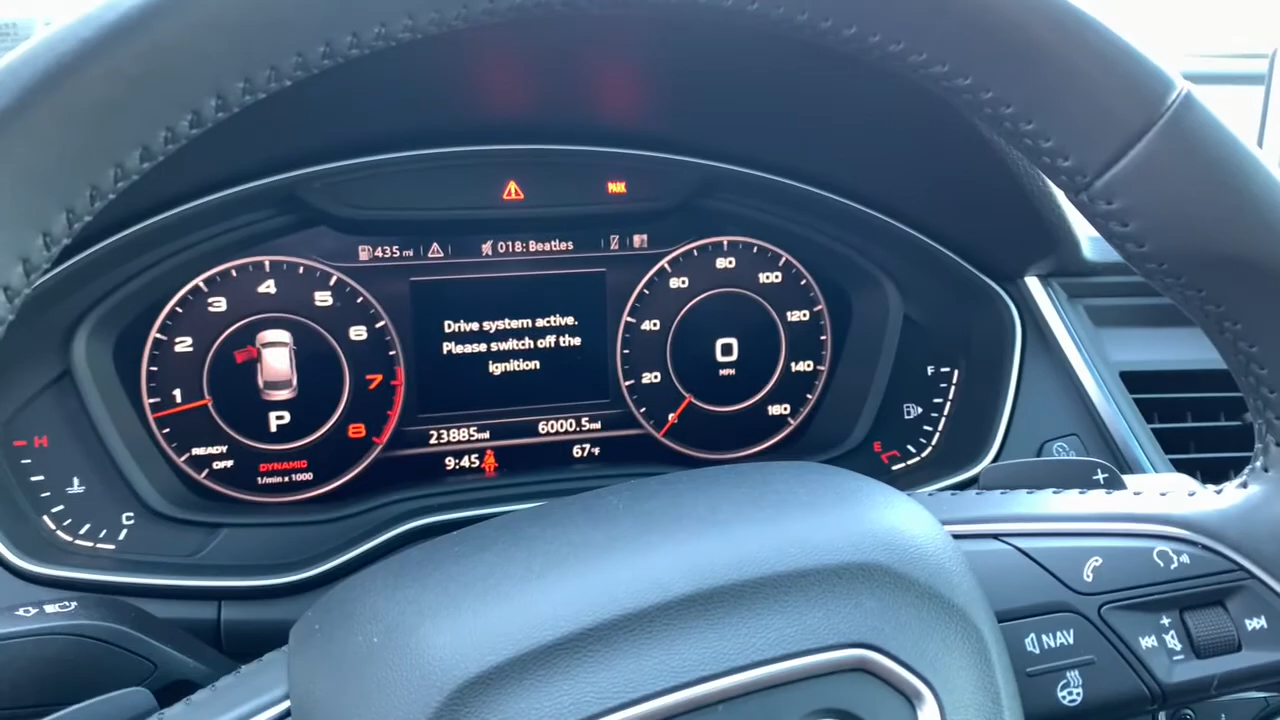 PARK
435 mi
018: Beatles
1
2
3
4
5
6
7
8
P
READY
OFF
DYNAMIC
1/min x 1000
Drive system active.
Please switch off the
ignition
23885mi
6000.5mi
9:45
67°F
0
20
40
60
80
100
120
140
160
0
MPH
H
C
F
E
+
NAV
+
-